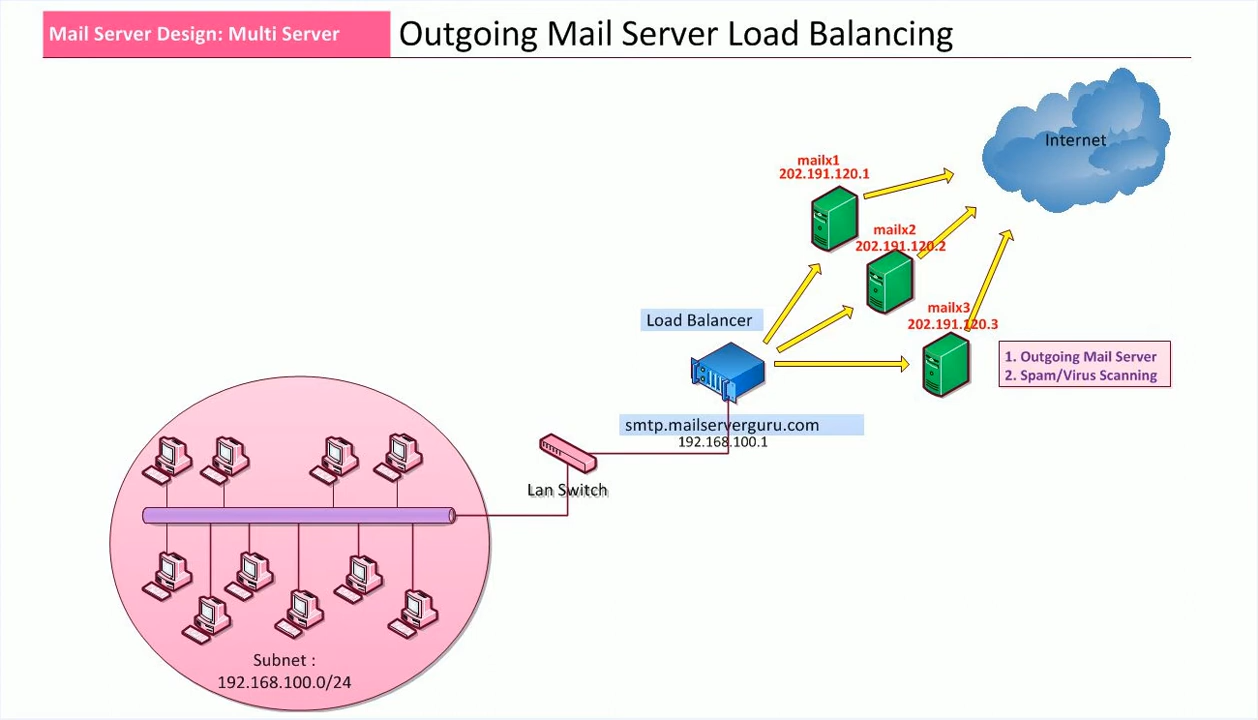 Mail Server Design: Multi Server
Outgoing Mail Server Load Balancing
Internet
mailx1
202.191.120.1
mailx2
202.191.120.2
mailx3
202.191.120.3
Load Balancer
1. Outgoing Mail Server
2. Spam/Virus Scanning
smtp.mailserverguru.com
192.168.100.1
Lan Switch
Subnet :
192.168.100.0/24